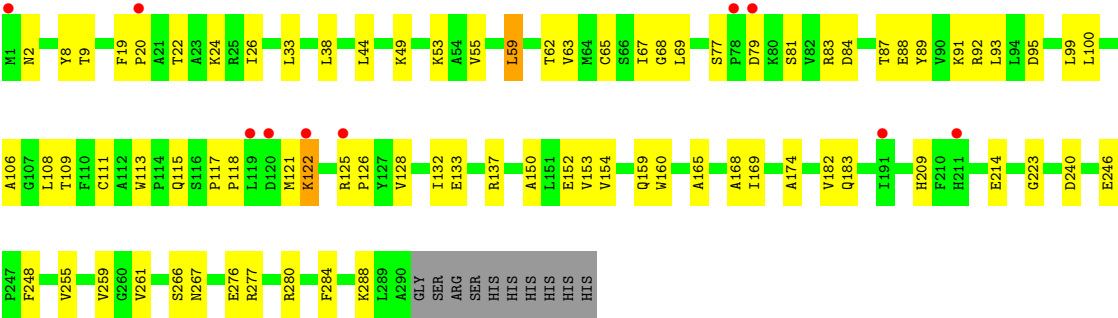 M1 N2 Y8 T9 F19 P20 A21 T22 A23 K24 R25 I26 L33 L38 L44 K49 K53 A54 V55 L59 T62 V63 M64 C65 S66 I67 G68 L69 S77 P78 D79 K80 S81 V82 R83 D84 T87 E88 Y89 V90 K91 R92 L93 L94 D95 L99 L100
A106 G107 L108 T109 F110 C111 A112 W113 P114 Q115 S116 P117 P118 L119 D120 M121 K122 R125 P126 Y127 V128 I132 E133 R137 A150 L151 E152 V153 V154 Q159 W160 A165 A168 I169 A174 V182 Q183 I191 H209 F210 H211 E214 G223 D240 E246
P247 F248 V255 V259 G260 V261 S266 N267 E276 R277 R280 F284 K288 L289 A290 GLY SER ARG SER HIS HIS HIS HIS HIS HIS